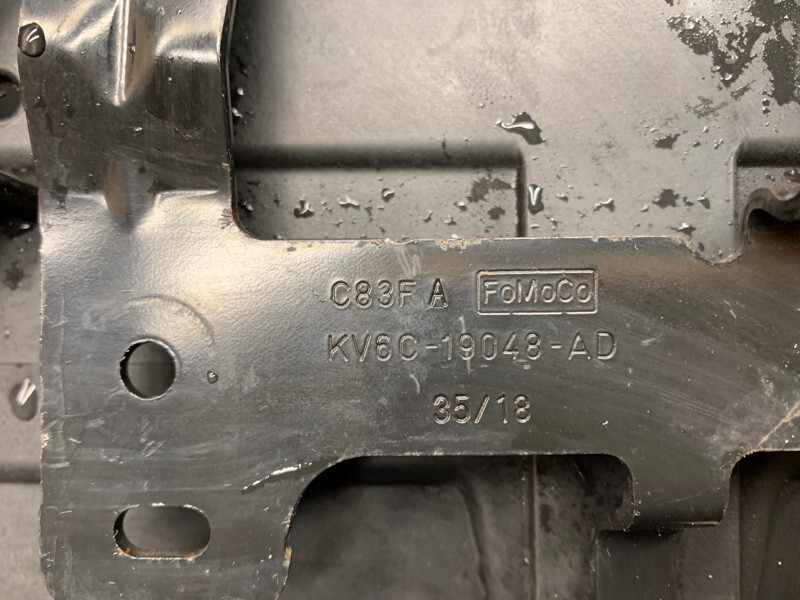 C83F A FoMoCo
KV6C-19048-AD
35/18